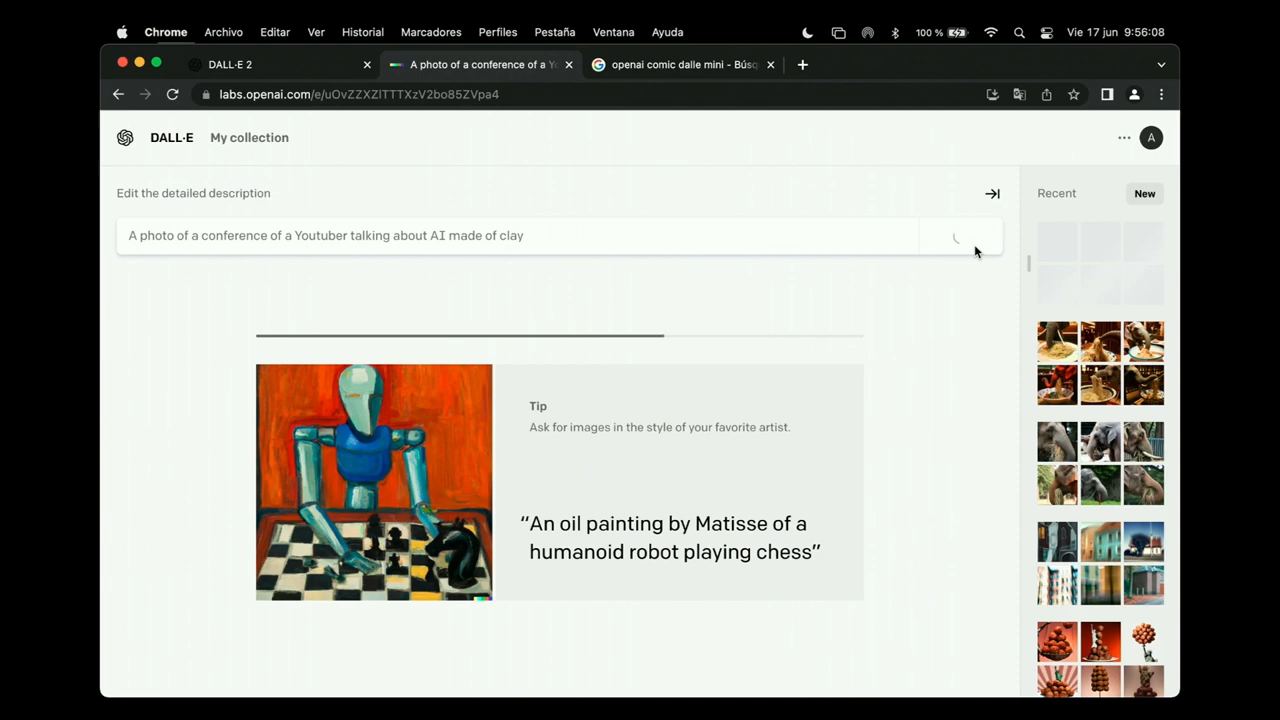 Chrome Archivo Editar Ver Historial Marcadores Perfiles Pestaña Ventana Ayuda 100 % Vie 17 jun 9:56:08
DALL·E 2 A photo of a conference of a Yo openai comic dalle mini - Búsq
labs.openai.com/e/uOvZZXZlTTTXzV2bo85ZVpa4
DALL·E My collection A
Edit the detailed description Recent New
A photo of a conference of a Youtuber talking about AI made of clay
Tip
Ask for images in the style of your favorite artist.
“An oil painting by Matisse of a
humanoid robot playing chess”